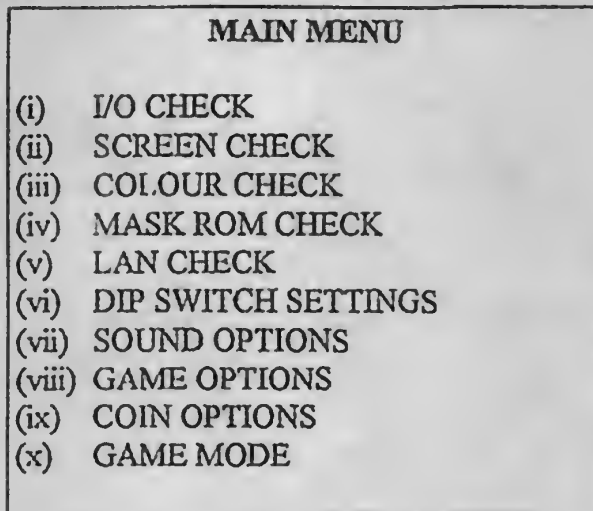 MAIN MENU
(i) I/O CHECK
(ii) SCREEN CHECK
(iii) COLOUR CHECK
(iv) MASK ROM CHECK
(v) LAN CHECK
(vi) DIP SWITCH SETTINGS
(vii) SOUND OPTIONS
(viii) GAME OPTIONS
(ix) COIN OPTIONS
(x) GAME MODE